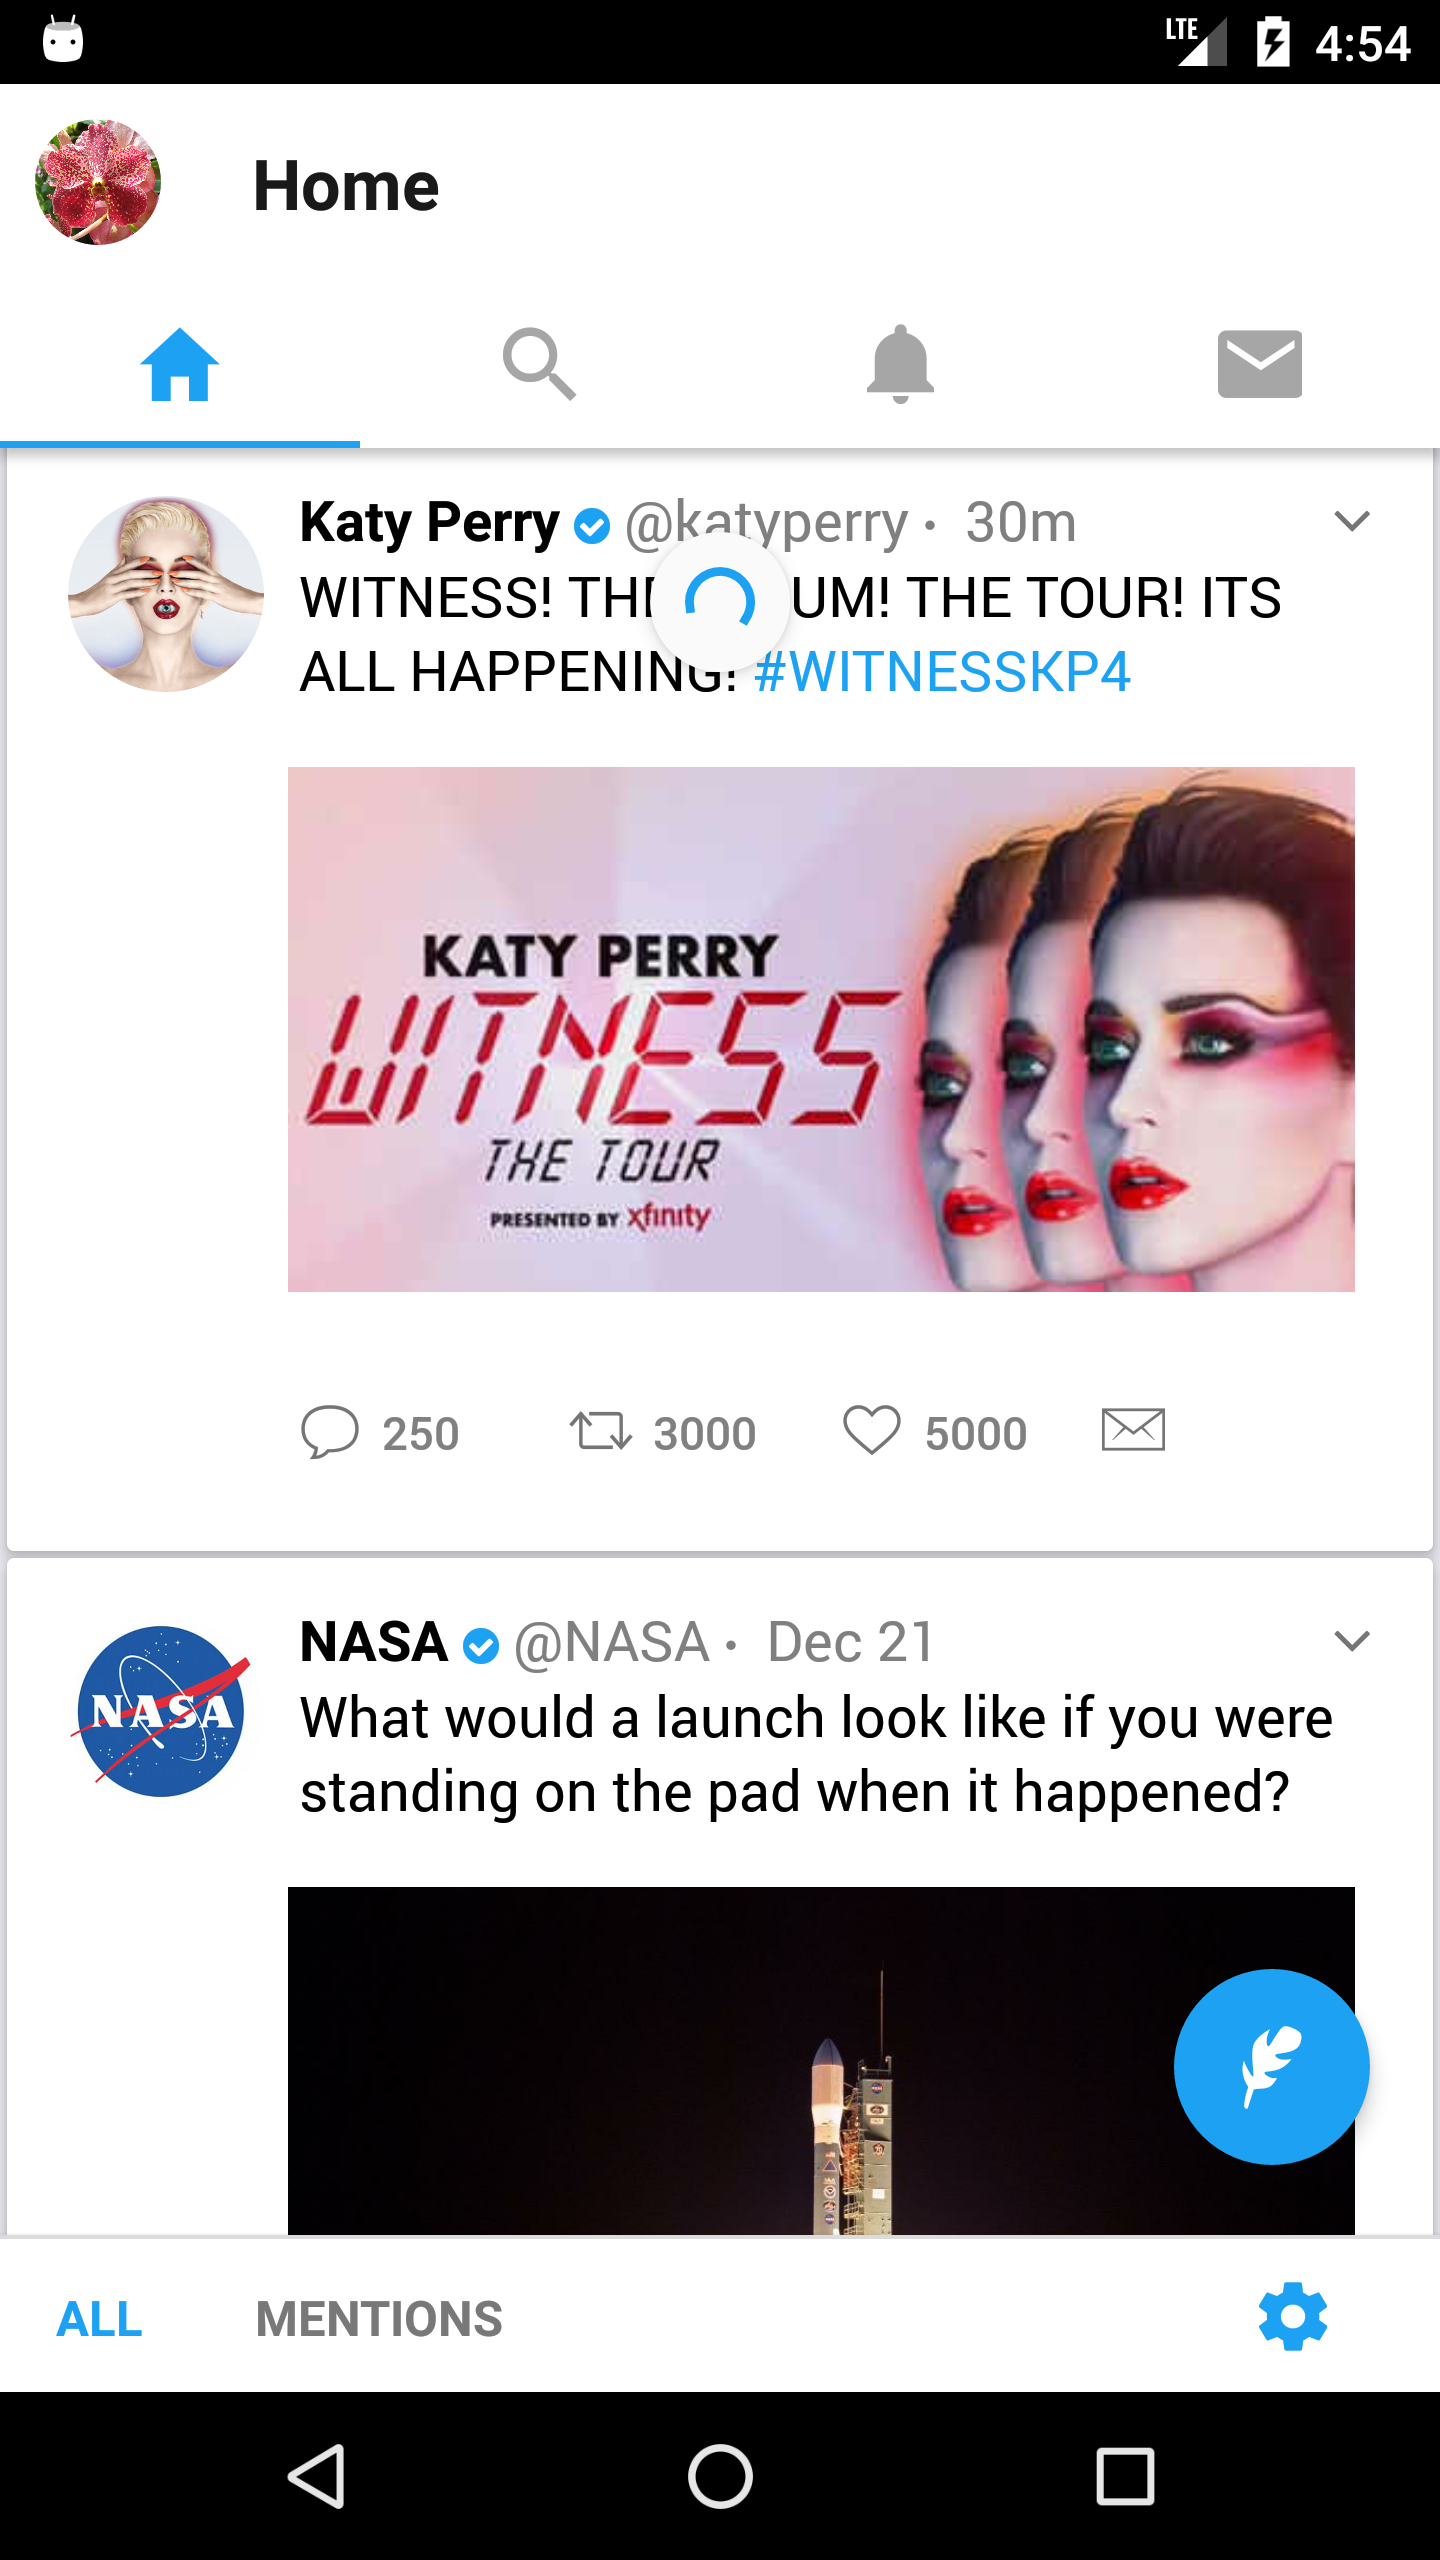 LTE 4:54
Home
Katy Perry @katyperry · 30m
WITNESS! THE UM! THE TOUR! ITS
ALL HAPPENING! #WITNESSKP4
KATY PERRY
WITNESS
THE TOUR
PRESENTED BY xfinity
250 3000 5000
NASA @NASA · Dec 21
NASA
What would a launch look like if you were
standing on the pad when it happened?
ALL MENTIONS